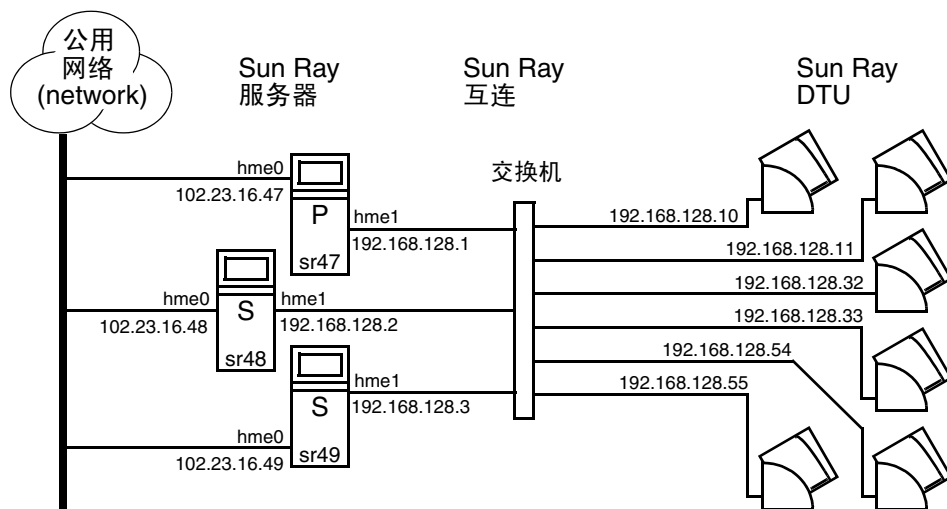 公用
网络
(network)
Sun Ray
服务器
Sun Ray
互连
Sun Ray
DTU
交换机
hme0
102.23.16.47
P
sr47
hme1
192.168.128.1
hme0
102.23.16.48
S
sr48
hme1
192.168.128.2
hme0
102.23.16.49
S
sr49
hme1
192.168.128.3
192.168.128.10
192.168.128.11
192.168.128.32
192.168.128.33
192.168.128.54
192.168.128.55